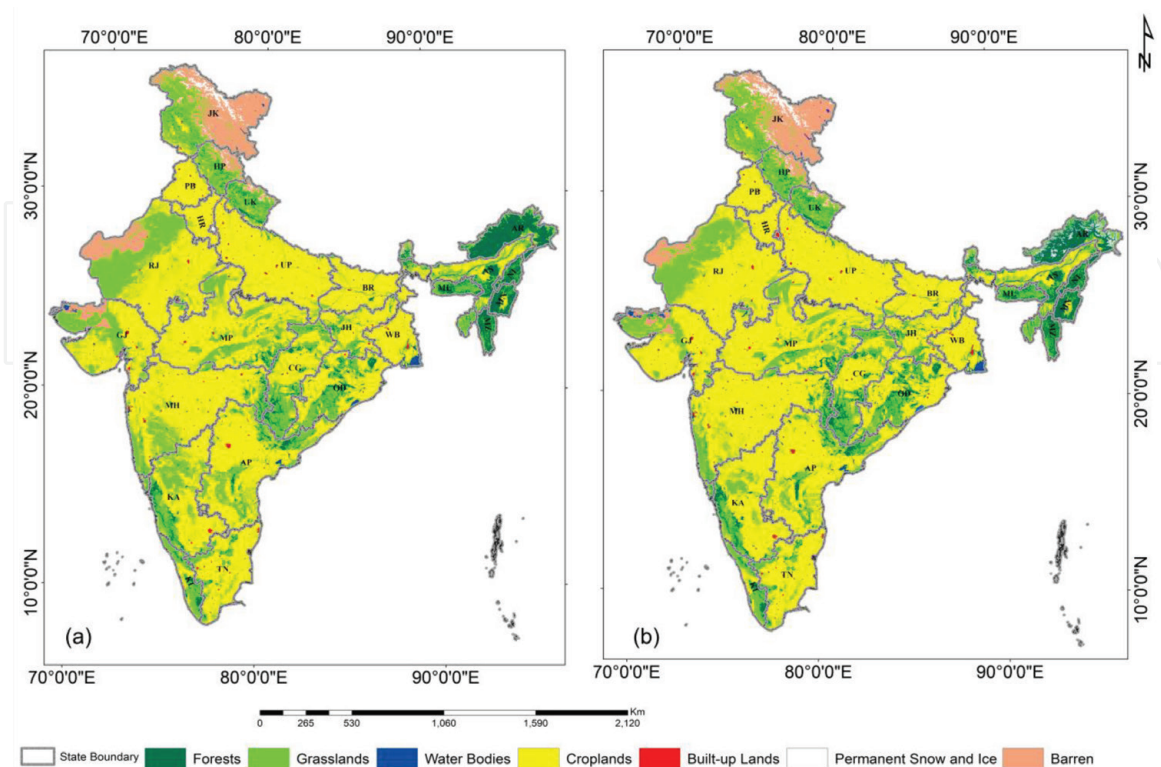 70°0'0"E 80°0'0"E 90°0'0"E 70°0'0"E 80°0'0"E 90°0'0"E
N
30°0'0"N 20°0'0"N 10°0'0"N
JK
HP
PB
UK
HR
AR
RJ
UP
AS
BR
ML
GJ
MP
JH
WB
MZ
CG
OD
MH
AP
KA
TN
KL
(a)
JK
HP
PB
UK
HR
AR
RJ
UP
AS
BR
ML
GJ
MP
JH
WB
MZ
CG
OD
MH
AP
KA
TN
(b)
30°0'0"N 20°0'0"N 10°0'0"N
70°0'0"E 80°0'0"E 90°0'0"E 70°0'0"E 80°0'0"E 90°0'0"E
Km
0 265 530 1,060 1,590 2,120
State Boundary Forests Grasslands Water Bodies Croplands Built-up Lands Permanent Snow and Ice Barren